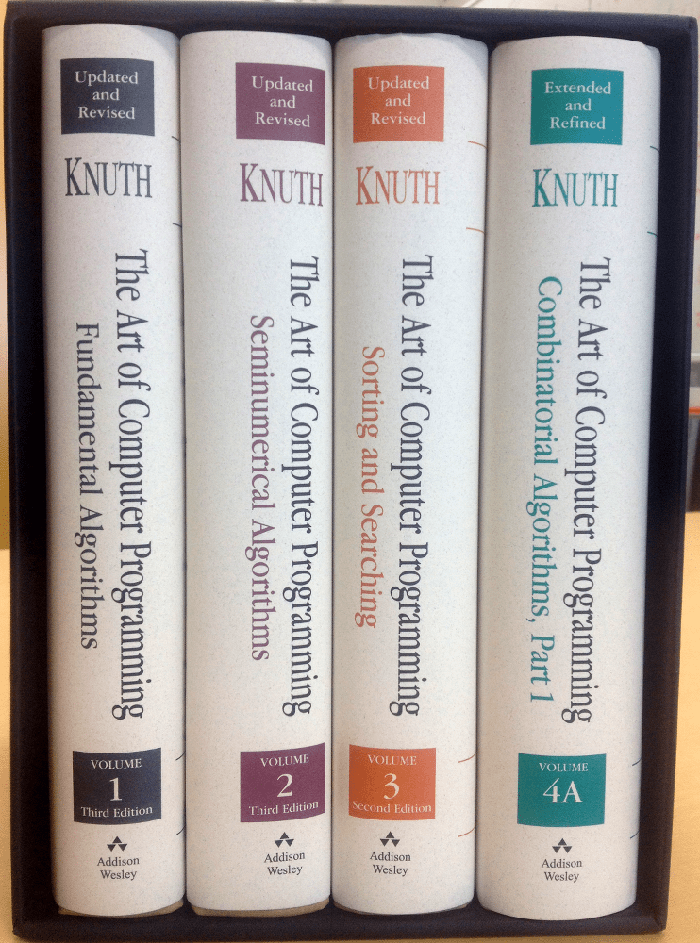 Updated
and
Revised
KNUTH
The Art of Computer Programming
Fundamental Algorithms
VOLUME
1
Third Edition
Addison
Wesley
Updated
and
Revised
KNUTH
The Art of Computer Programming
Seminumerical Algorithms
VOLUME
2
Third Edition
Addison
Wesley
Updated
and
Revised
KNUTH
The Art of Computer Programming
Sorting and Searching
VOLUME
3
Second Edition
Addison
Wesley
Extended
and
Refined
KNUTH
The Art of Computer Programming
Combinatorial Algorithms, Part 1
VOLUME
4A
Addison
Wesley